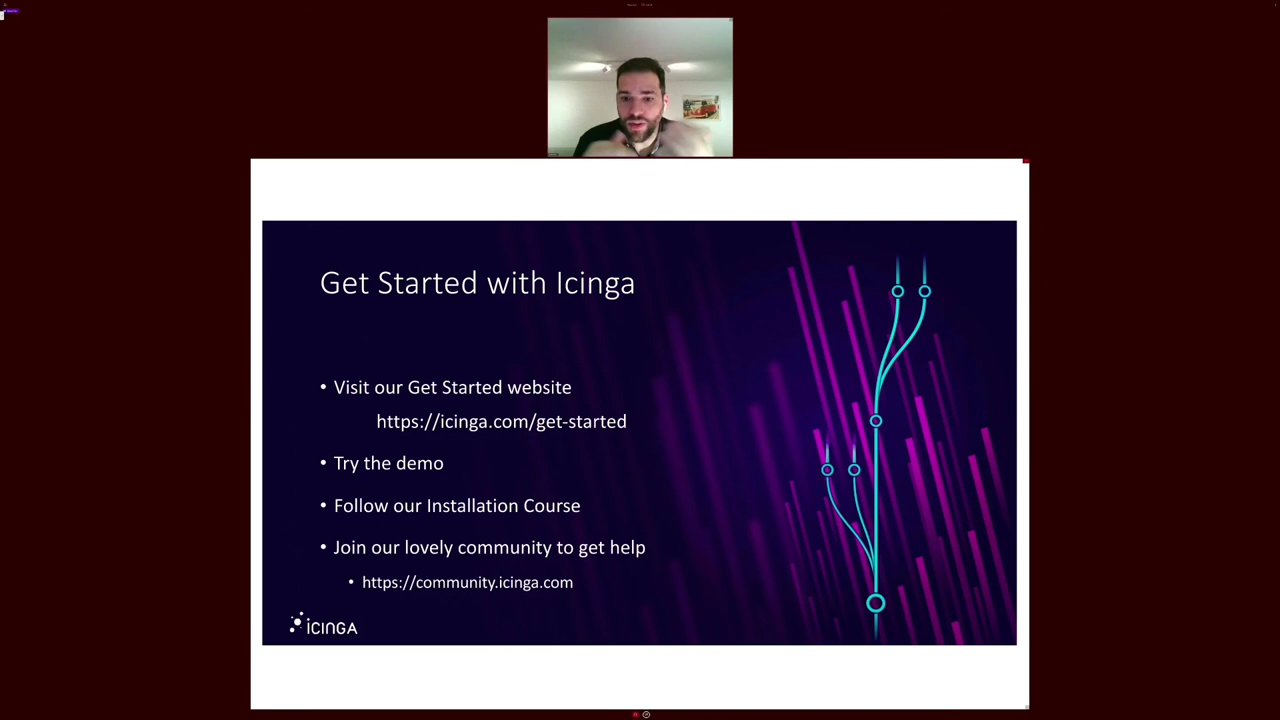 Get Started with Icinga
• Visit our Get Started website
https://icinga.com/get-started
• Try the demo
• Follow our Installation Course
• Join our lovely community to get help
• https://community.icinga.com
ICINGA